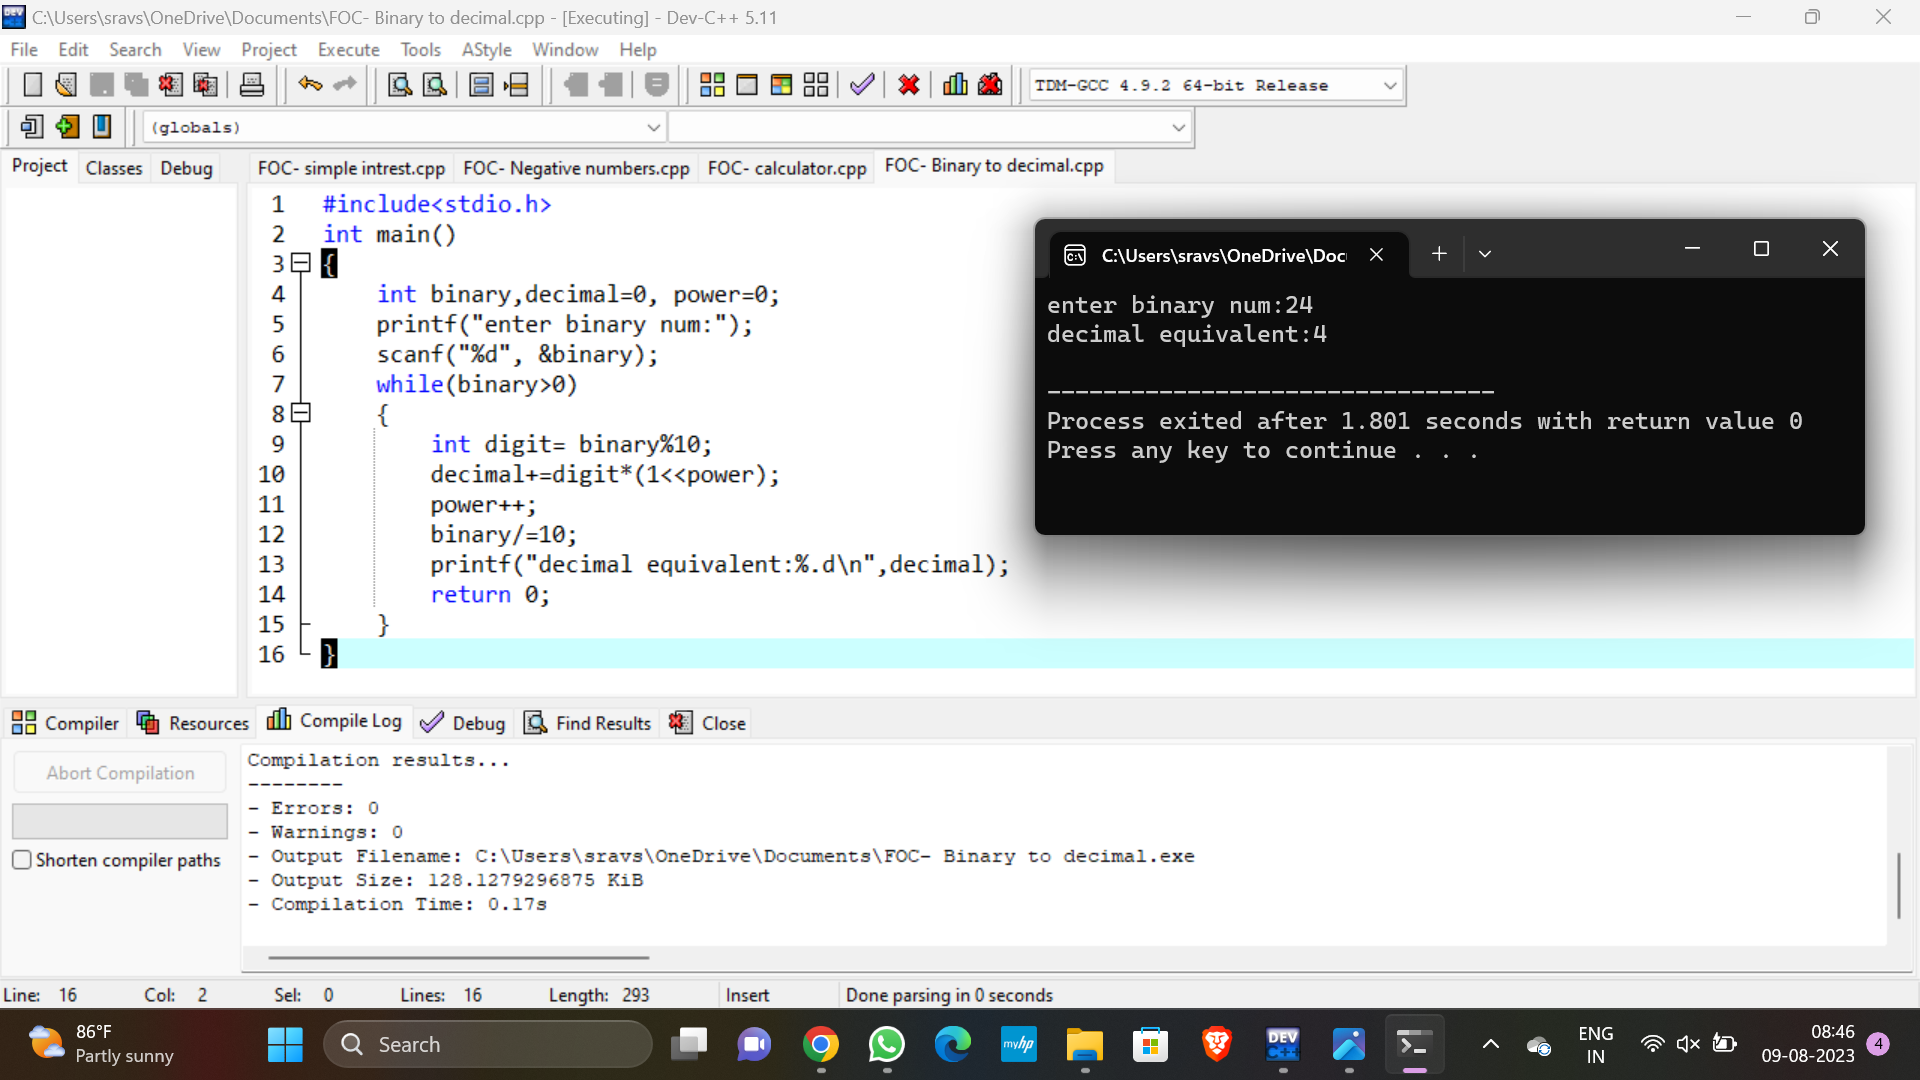 C:\Users\sravs\OneDrive\Documents\FOC- Binary to decimal.cpp - [Executing] - Dev-C++ 5.11
File Edit Search View Project Execute Tools AStyle Window Help
TDM-GCC 4.9.2 64-bit Release
(globals)
Project Classes Debug
FOC- simple intrest.cpp FOC- Negative numbers.cpp FOC- calculator.cpp FOC- Binary to decimal.cpp
1 #include<stdio.h>
2 int main()
3 {
4 int binary,decimal=0, power=0;
5 printf("enter binary num:");
6 scanf("%d", &binary);
7 while(binary>0)
8 {
9 int digit= binary%10;
10 decimal+=digit*(1<<power);
11 power++;
12 binary/=10;
13 printf("decimal equivalent:%.d\n",decimal);
14 return 0;
15 }
16 }
C:\Users\sravs\OneDrive\Doc
enter binary num:24
decimal equivalent:4
--------------------------------
Process exited after 1.801 seconds with return value 0
Press any key to continue . . .
Compiler Resources Compile Log Debug Find Results Close
Abort Compilation
Shorten compiler paths
Compilation results...
--------
- Errors: 0
- Warnings: 0
- Output Filename: C:\Users\sravs\OneDrive\Documents\FOC- Binary to decimal.exe
- Output Size: 128.1279296875 KiB
- Compilation Time: 0.17s
Line: 16 Col: 2 Sel: 0 Lines: 16 Length: 293 Insert Done parsing in 0 seconds
86°F
Partly sunny
Search
myhp
DEV C++
ENG
IN
08:46
09-08-2023
4